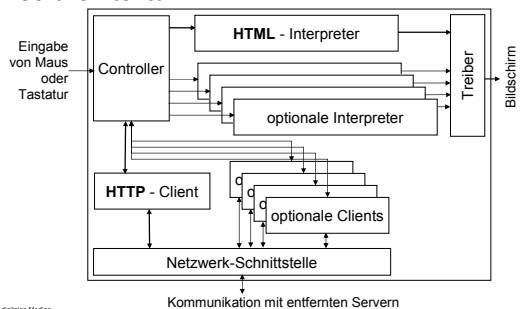 Eingabe
von Maus
oder
Tastatur
Controller
HTML - Interpreter
optionale Interpreter
Treiber
Bildschirm
HTTP - Client
optionale Clients
Netzwerk-Schnittstelle
Kommunikation mit entfernten Servern